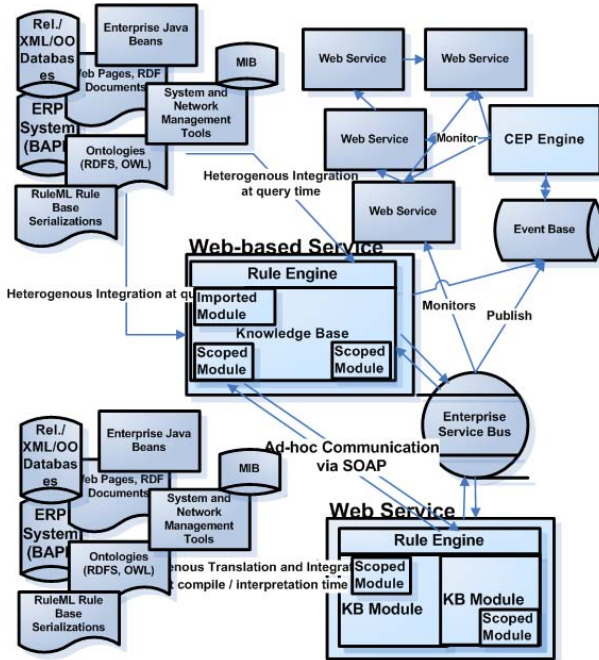 Rel./
XML/OO
Databas
es
Enterprise Java
Beans
eb Pages, RDF
Documents
MIB
System and
Network
Management
Tools
ERP
System
(BAPI
Ontologies
(RDFS, OWL)
RuleML Rule
Base
Serializations
Web Service
Web Service
Web Service
Monitor
CEP Engine
Web Service
Event Base
Heterogenous Integration
at query time
Web-based Service
Rule Engine
Heterogenous Integration at qu
Imported
Module
Knowledge Base
Scoped
Module
Scoped
Module
Monitors
Publish
Enterprise
Service Bus
Ad-hoc Communication
via SOAP
Rel./
XML/OO
Databas
es
Enterprise Java
Beans
eb Pages, RDF
Documents
MIB
System and
Network
Management
Tools
ERP
System
(BAPI
Ontologies
(RDFS, OWL)
RuleML Rule
Base
Serializations
enous Translation and Integrat
t compile / interpretation time
Web Service
Rule Engine
Scoped
Module
KB Module
KB Module
Scoped
Module